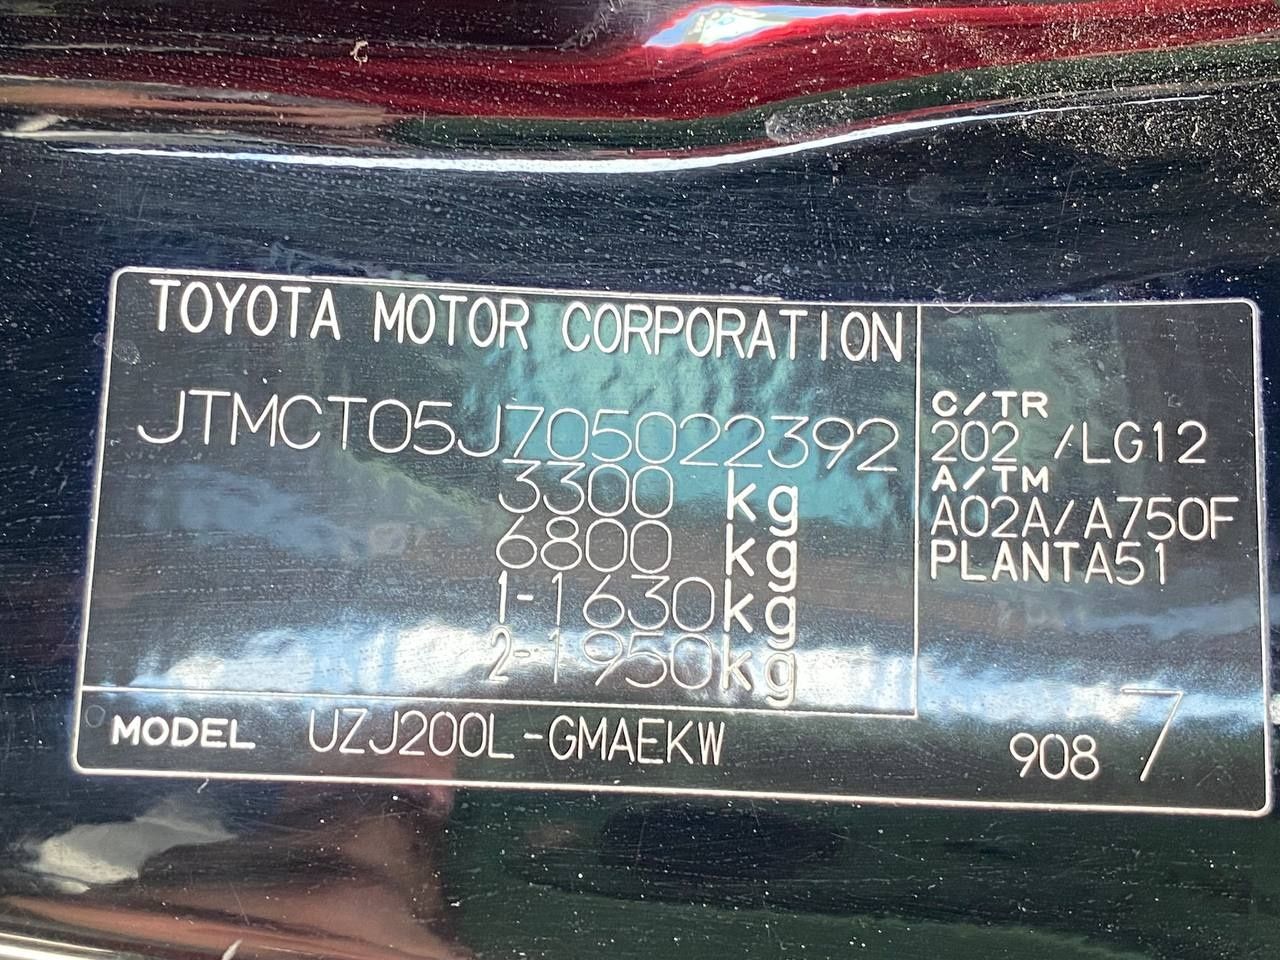 TOYOTA MOTOR CORPORATION
JTMCT05J705022392
3300 kg
6800 kg
1-1630kg
2-1950kg
C/TR
202 /LG12
A/TM
A02A/A750F
PLANTA51
MODEL UZJ200L-GMAEKW
908 7